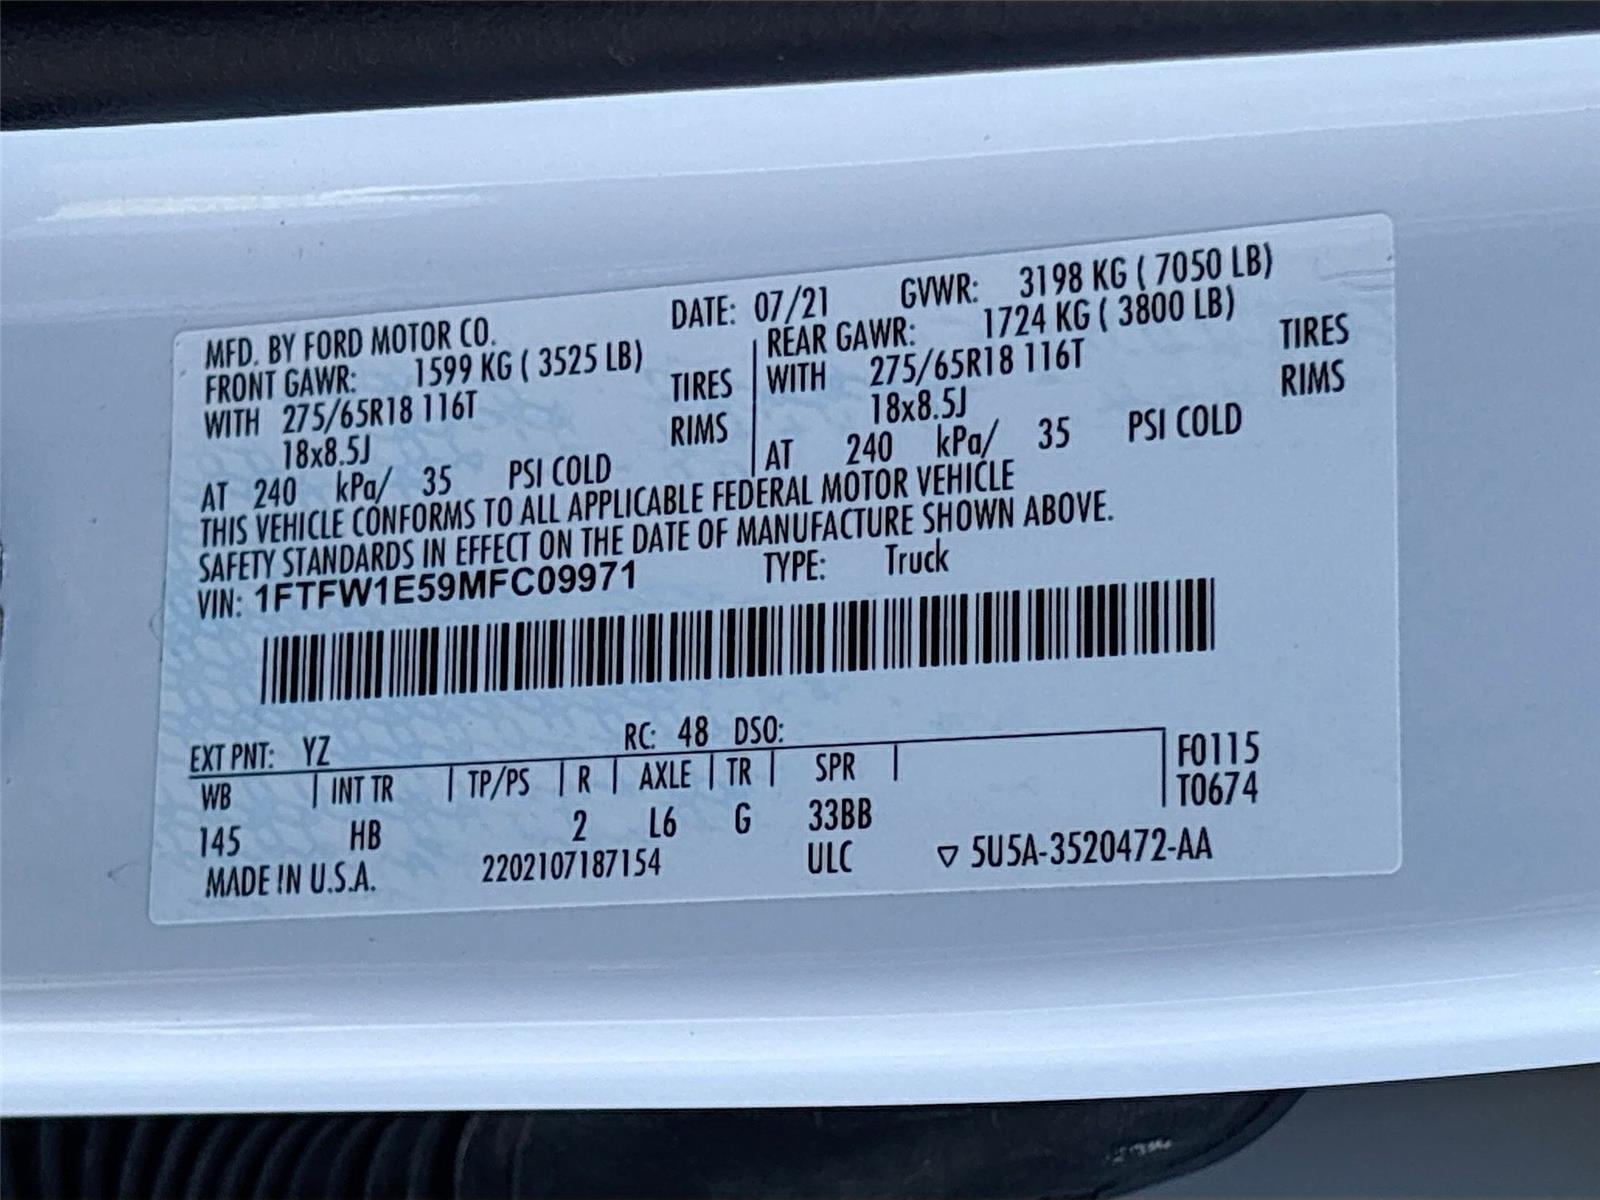 MFD. BY FORD MOTOR CO. DATE: 07/21 GVWR: 3198 KG ( 7050 LB)
FRONT GAWR: 1599 KG ( 3525 LB)
WITH 275/65R18 116T TIRES
18x8.5J RIMS
AT 240 kPa/ 35 PSI COLD
REAR GAWR: 1724 KG ( 3800 LB)
WITH 275/65R18 116T TIRES
18x8.5J RIMS
AT 240 kPa/ 35 PSI COLD
THIS VEHICLE CONFORMS TO ALL APPLICABLE FEDERAL MOTOR VEHICLE
SAFETY STANDARDS IN EFFECT ON THE DATE OF MANUFACTURE SHOWN ABOVE.
VIN: 1FTFW1E59MFC09971 TYPE: Truck
EXT PNT: YZ RC: 48 DSO:
WB INT TR TP/PS R AXLE TR SPR F0115
T0674
145 HB 2 L6 G 33BB
MADE IN U.S.A. 2202107187154 ULC ▽ 5U5A-3520472-AA